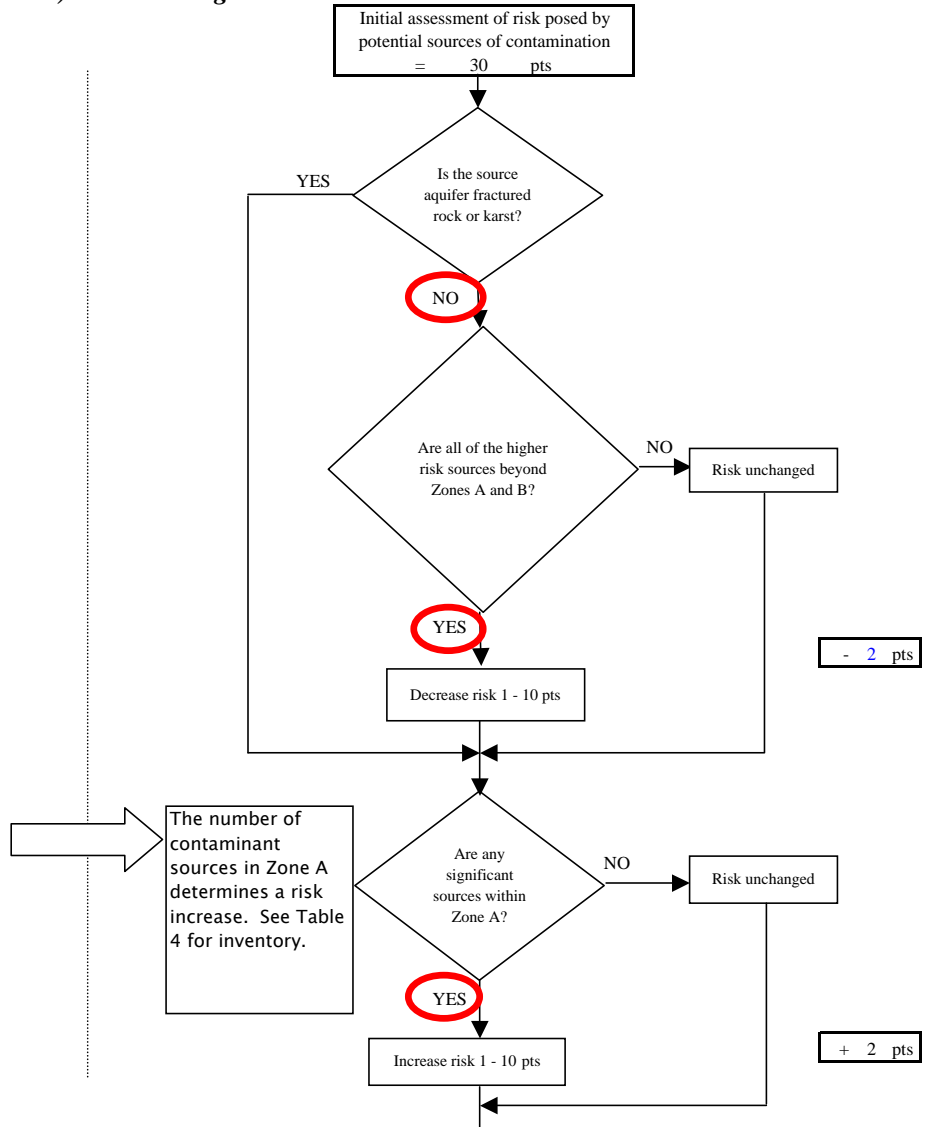 Initial assessment of risk posed by
potential sources of contamination
= 30 pts
Is the source
aquifer fractured
rock or karst?
YES
NO
Are all of the higher
risk sources beyond
Zones A and B?
NO
Risk unchanged
YES
- 2 pts
Decrease risk 1 - 10 pts
The number of
contaminant
sources in Zone A
determines a risk
increase. See Table
4 for inventory.
Are any
significant
sources within
Zone A?
NO
Risk unchanged
YES
+ 2 pts
Increase risk 1 - 10 pts